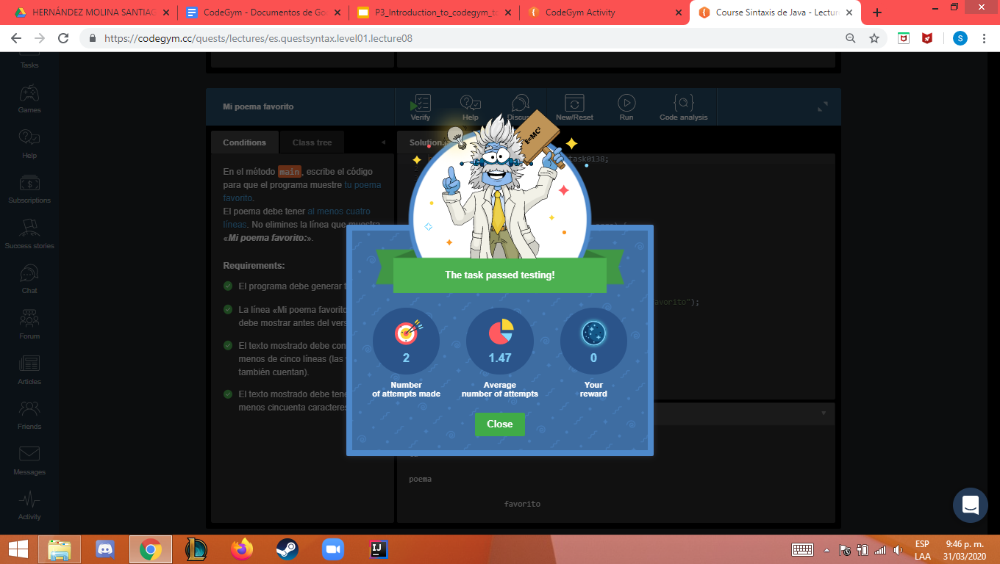 HERNÁNDEZ MOLINA SANTIAG
CodeGym - Documentos de Go
P3_Introduction_to_codegym_to
CodeGym Activity
Course Sintaxis de Java - Lectur
https://codegym.cc/quests/lectures/es.questsyntax.level01.lecture08
S
Tasks
Games
Help
Subscriptions
Success stories
Chat
Forum
Articles
Friends
Messages
Activity
Mi poema favorito
Verify
Help
Discu
New/Reset
Run
Code analysis
Conditions
Class tree
Solution.
task0138;
En el método main, escribe el código
para que el programa muestre tu poema
favorito.
El poema debe tener al menos cuatro
líneas. No elimines la línea que muestra
«Mi poema favorito:».
Requirements:
El programa debe generar t
La línea «Mi poema favorito
debe mostrar antes del vers
El texto mostrado debe con
menos de cinco líneas (las
también cuentan).
El texto mostrado debe tene
menos cincuenta caracteres
E=MC²
The task passed testing!
2
1.47
0
Number
of attempts made
Average
number of attempts
Your
reward
Close
avorito");
poema
favorito
ESP
LAA
9:46 p. m.
31/03/2020